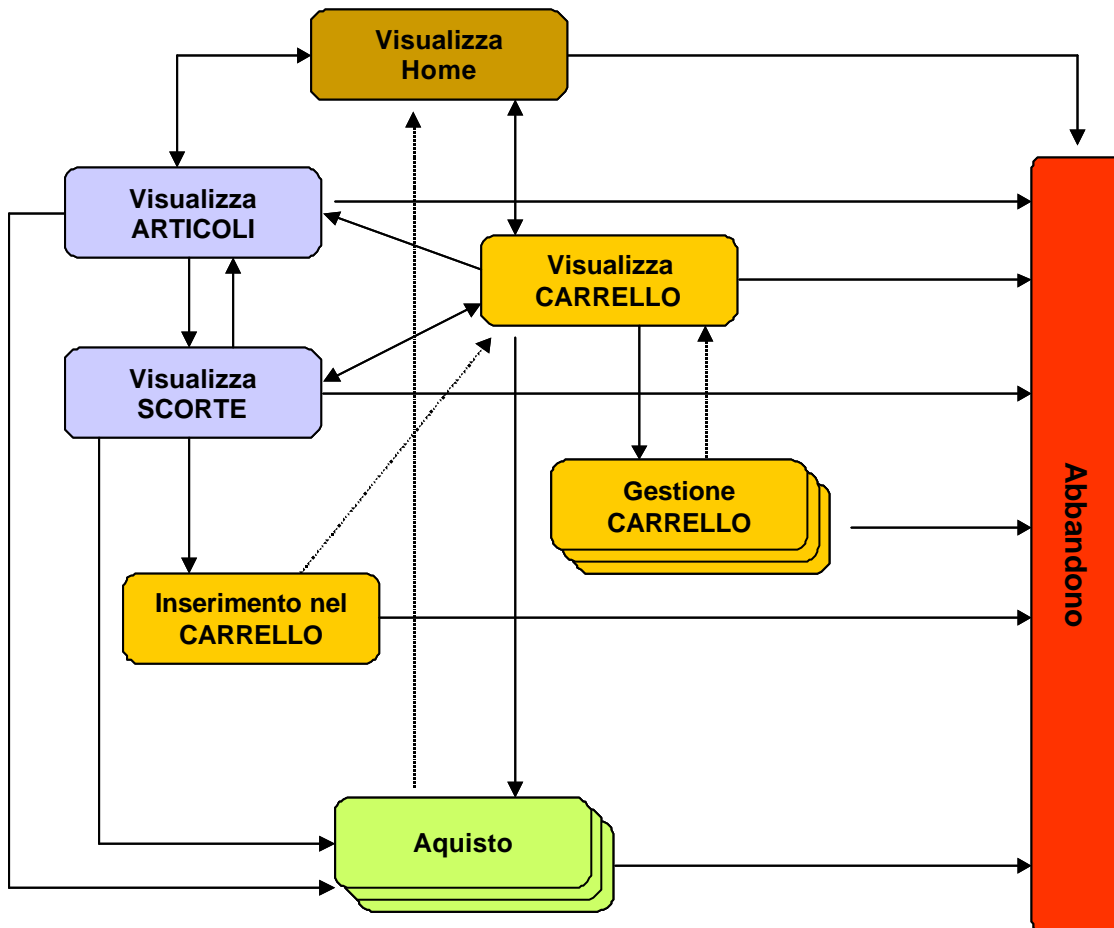 Visualizza
Home
Visualizza
ARTICOLI
Visualizza
CARRELLO
Visualizza
SCORTE
Gestione
CARRELLO
Abbandono
Inserimento nel
CARRELLO
Aquisto